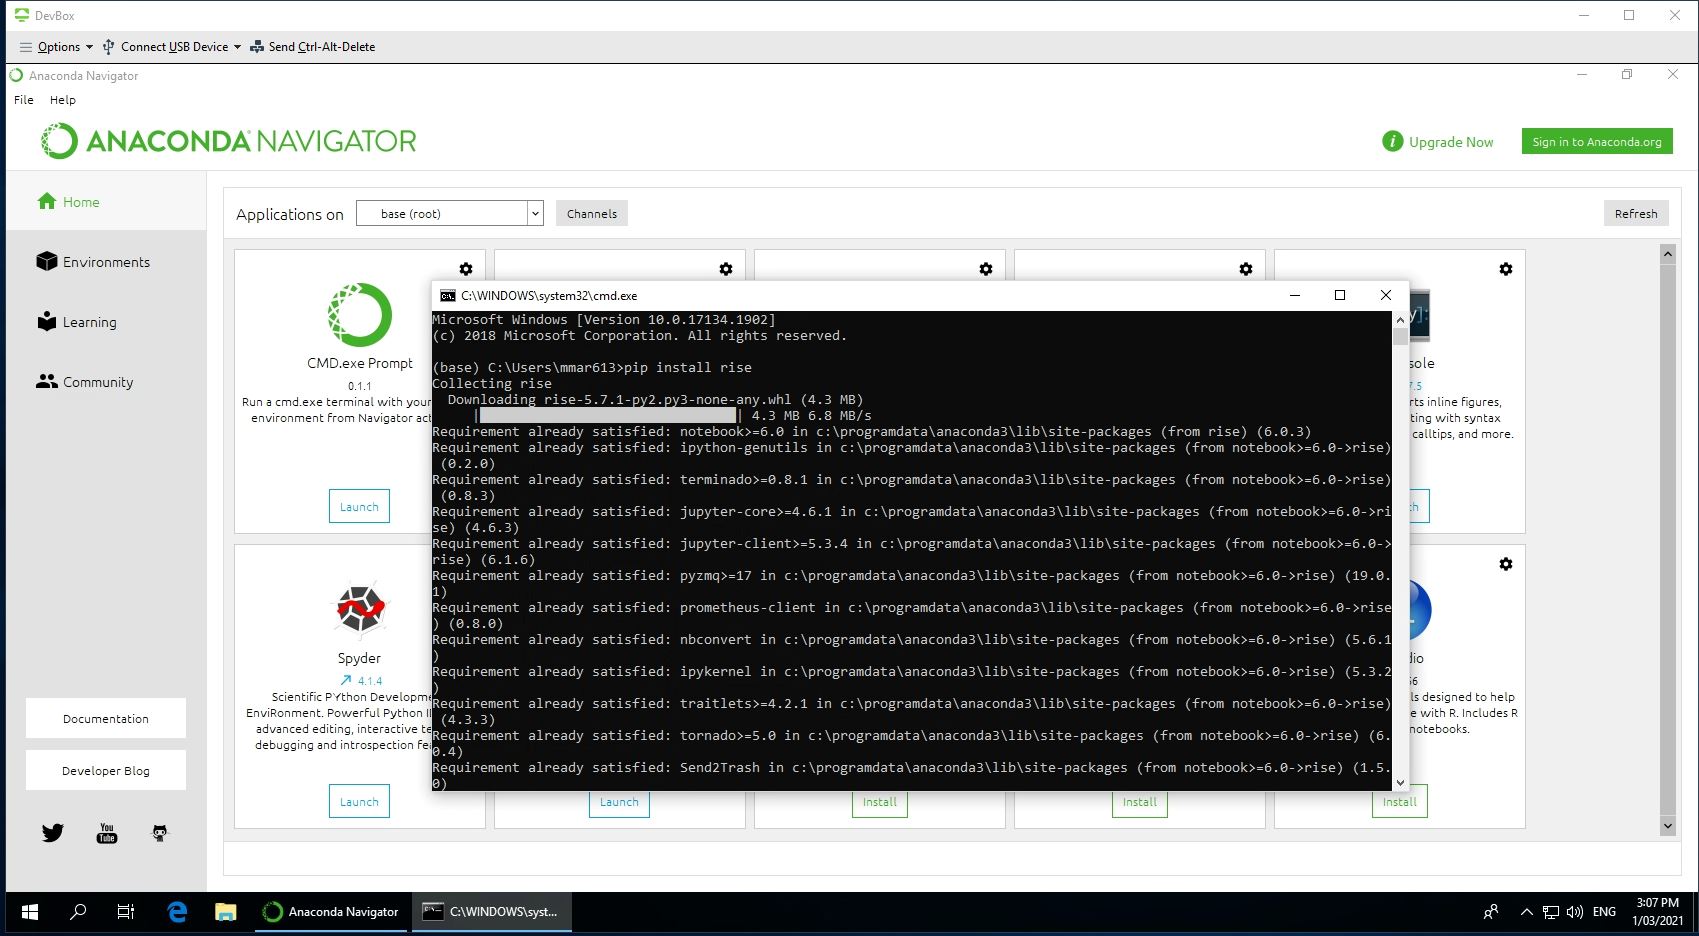 DevBox
Options
Connect USB Device
Send Ctrl-Alt-Delete
Anaconda Navigator
File Help
ANACONDA NAVIGATOR
Upgrade Now
Sign in to Anaconda.org
Home
Environments
Learning
Community
Documentation
Developer Blog
You
Tube
Applications on
base (root)
Channels
Refresh
CMD.exe Prompt
0.1.1
Run a cmd.exe terminal with your
environment from Navigator act
Launch
Spyder
4.1.4
Scientific PYthon Developme
EnviRonment. Powerful Python I
advanced editing, interactive te
debugging and introspection fea
Launch
Launch
Install
Install
Install
sole
7.5
rts inline figures,
ting with syntax
calltips, and more.
ch
dio
56
ls designed to help
e with R. Includes R
notebooks.
C:\WINDOWS\system32\cmd.exe
Microsoft Windows [Version 10.0.17134.1902]
(c) 2018 Microsoft Corporation. All rights reserved.
(base) C:\Users\mmar613>pip install rise
Collecting rise
Downloading rise-5.7.1-py2.py3-none-any.whl (4.3 MB)
| | 4.3 MB 6.8 MB/s
Requirement already satisfied: notebook>=6.0 in c:\programdata\anaconda3\lib\site-packages (from rise) (6.0.3)
Requirement already satisfied: ipython-genutils in c:\programdata\anaconda3\lib\site-packages (from notebook>=6.0->rise)
(0.2.0)
Requirement already satisfied: terminado>=0.8.1 in c:\programdata\anaconda3\lib\site-packages (from notebook>=6.0->rise)
(0.8.3)
Requirement already satisfied: jupyter-core>=4.6.1 in c:\programdata\anaconda3\lib\site-packages (from notebook>=6.0->ri
se) (4.6.3)
Requirement already satisfied: jupyter-client>=5.3.4 in c:\programdata\anaconda3\lib\site-packages (from notebook>=6.0->
rise) (6.1.6)
Requirement already satisfied: pyzmq>=17 in c:\programdata\anaconda3\lib\site-packages (from notebook>=6.0->rise) (19.0.
1)
Requirement already satisfied: prometheus-client in c:\programdata\anaconda3\lib\site-packages (from notebook>=6.0->rise
) (0.8.0)
Requirement already satisfied: nbconvert in c:\programdata\anaconda3\lib\site-packages (from notebook>=6.0->rise) (5.6.1
)
Requirement already satisfied: ipykernel in c:\programdata\anaconda3\lib\site-packages (from notebook>=6.0->rise) (5.3.2
)
Requirement already satisfied: traitlets>=4.2.1 in c:\programdata\anaconda3\lib\site-packages (from notebook>=6.0->rise)
(4.3.3)
Requirement already satisfied: tornado>=5.0 in c:\programdata\anaconda3\lib\site-packages (from notebook>=6.0->rise) (6.
0.4)
Requirement already satisfied: Send2Trash in c:\programdata\anaconda3\lib\site-packages (from notebook>=6.0->rise) (1.5.
0)
Anaconda Navigator
C:\WINDOWS\syst...
ENG
3:07 PM
1/03/2021